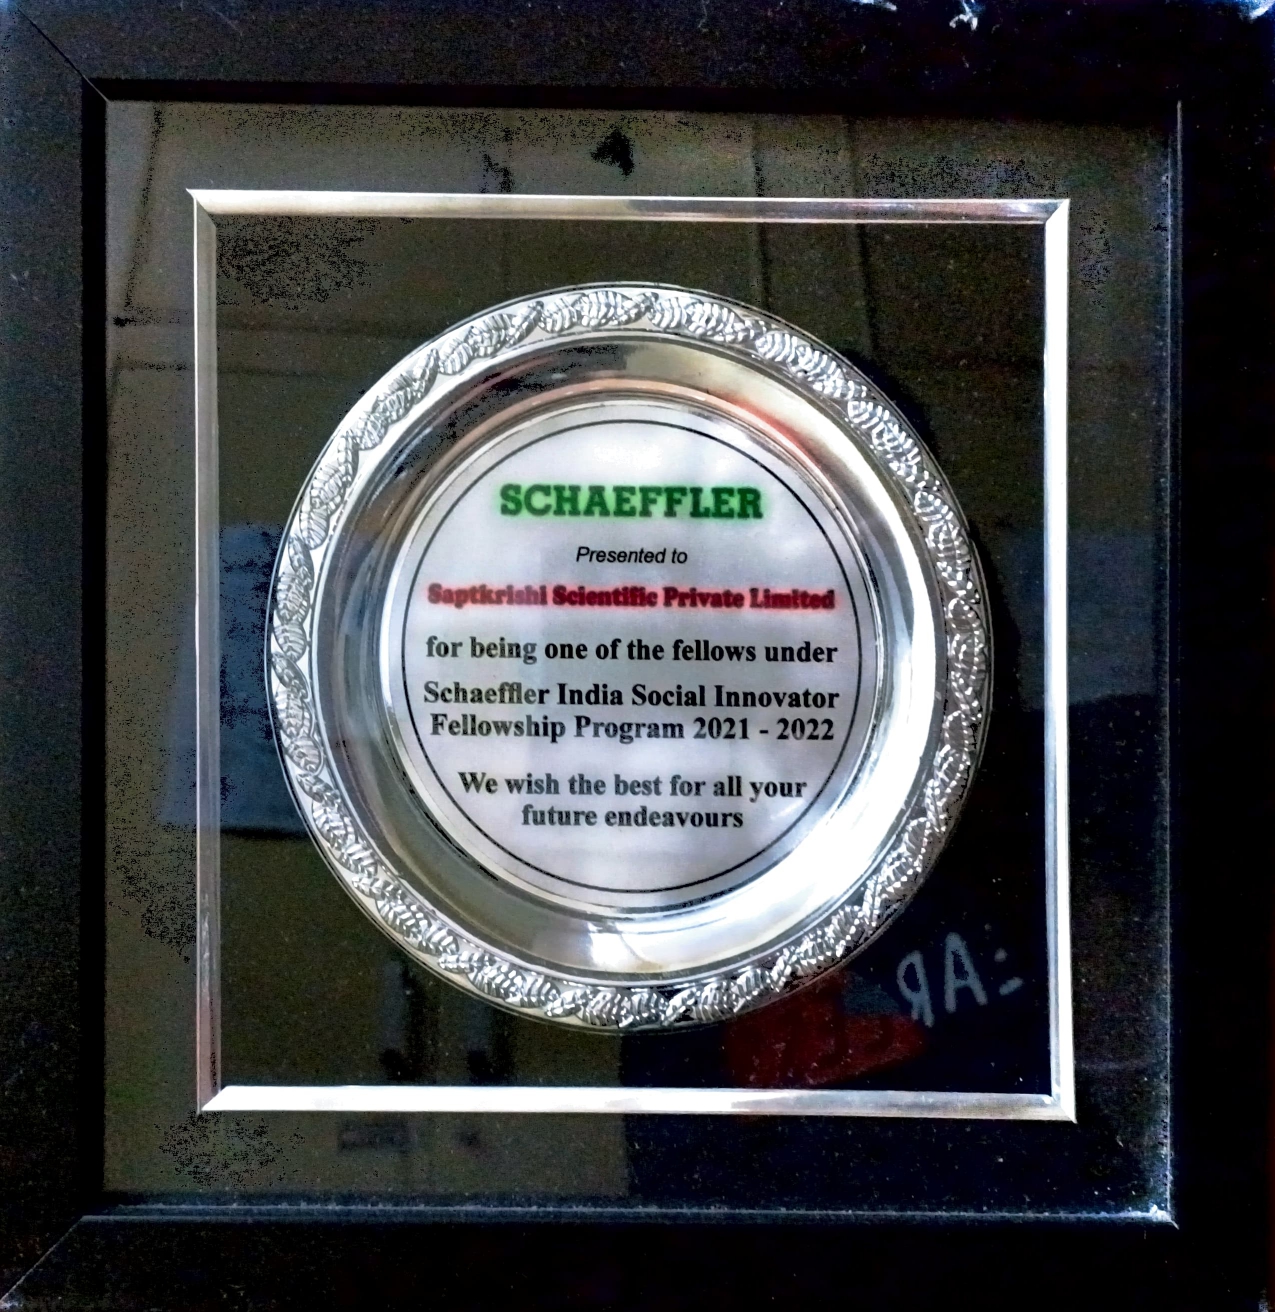 SCHAEFFLER
Presented to
Saptkrishi Scientific Private Limited
for being one of the fellows under
Schaeffler India Social Innovator
Fellowship Program 2021 - 2022
We wish the best for all your
future endeavours